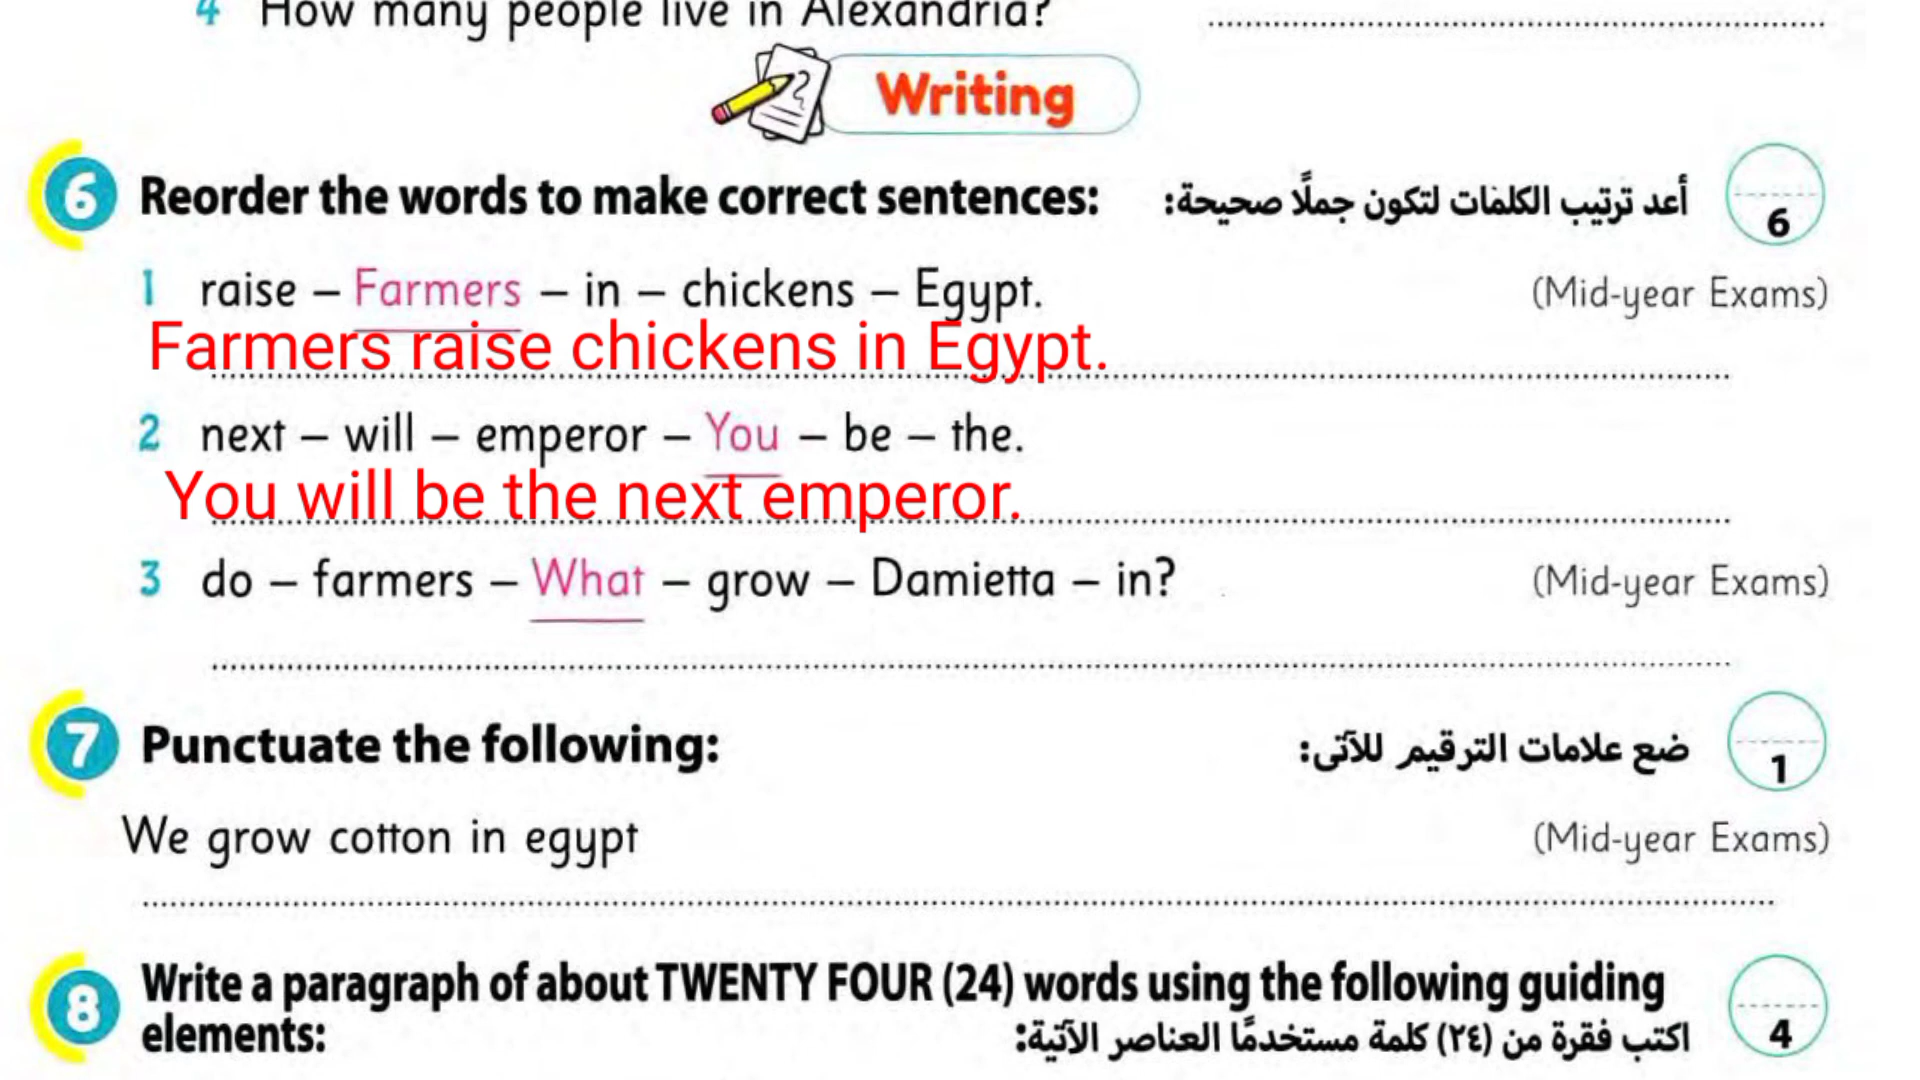 4 How many people live in Alexandria?
Writing
6 Reorder the words to make correct sentences: أعد ترتيب الكلمات لتكون جملًا صحيحة: 6
1 raise – Farmers – in – chickens – Egypt. (Mid-year Exams)
Farmers raise chickens in Egypt.
2 next – will – emperor – You – be – the.
You will be the next emperor.
3 do – farmers – What – grow – Damietta – in? (Mid-year Exams)
7 Punctuate the following: ضع علامات الترقيم للآتى: 1
We grow cotton in egypt (Mid-year Exams)
8 Write a paragraph of about TWENTY FOUR (24) words using the following guiding
elements: اكتب فقرة من (٢٤) كلمة مستخدمًا العناصر الآتية: 4